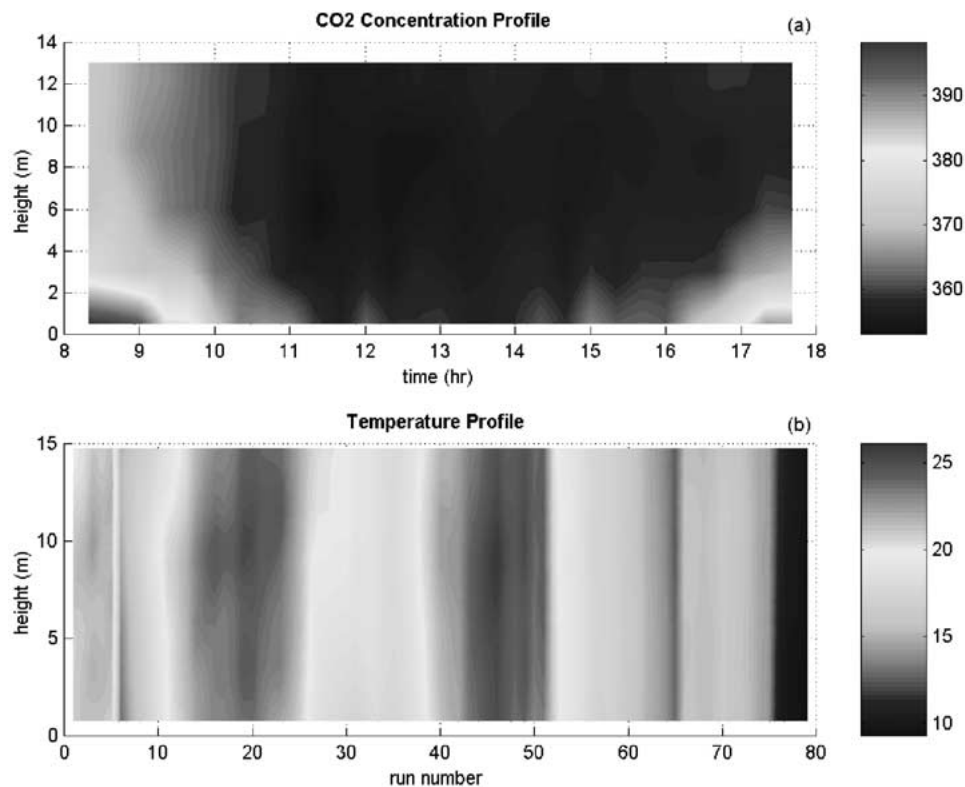 CO2 Concentration Profile
(a)
14
12
10
8
6
4
2
0
height (m)
8 9 10 11 12 13 14 15 16 17 18
time (hr)
390
380
370
360
Temperature Profile
(b)
15
10
5
0
height (m)
0 10 20 30 40 50 60 70 80
run number
25
20
15
10